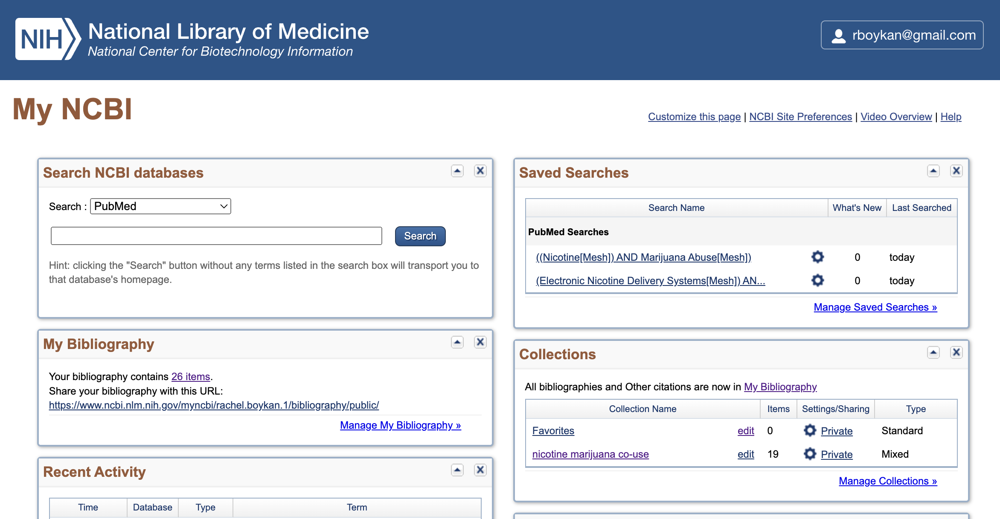 NIH
National Library of Medicine
National Center for Biotechnology Information
rboykan@gmail.com
My NCBI
Customize this page | NCBI Site Preferences | Video Overview | Help
Search NCBI databases
Search : PubMed
Search
Hint: clicking the "Search" button without any terms listed in the search box will transport you to
that database's homepage.
My Bibliography
Your bibliography contains 26 items.
Share your bibliography with this URL:
https://www.ncbi.nlm.nih.gov/myncbi/rachel.boykan.1/bibliography/public/
Manage My Bibliography »
Recent Activity
Time Database Type Term
Saved Searches
Search Name What's New Last Searched
PubMed Searches
((Nicotine[Mesh]) AND Marijuana Abuse[Mesh]) 0 today
(Electronic Nicotine Delivery Systems[Mesh]) AN... 0 today
Manage Saved Searches »
Collections
All bibliographies and Other citations are now in My Bibliography
Collection Name Items Settings/Sharing Type
Favorites edit 0 Private Standard
nicotine marijuana co-use edit 19 Private Mixed
Manage Collections »